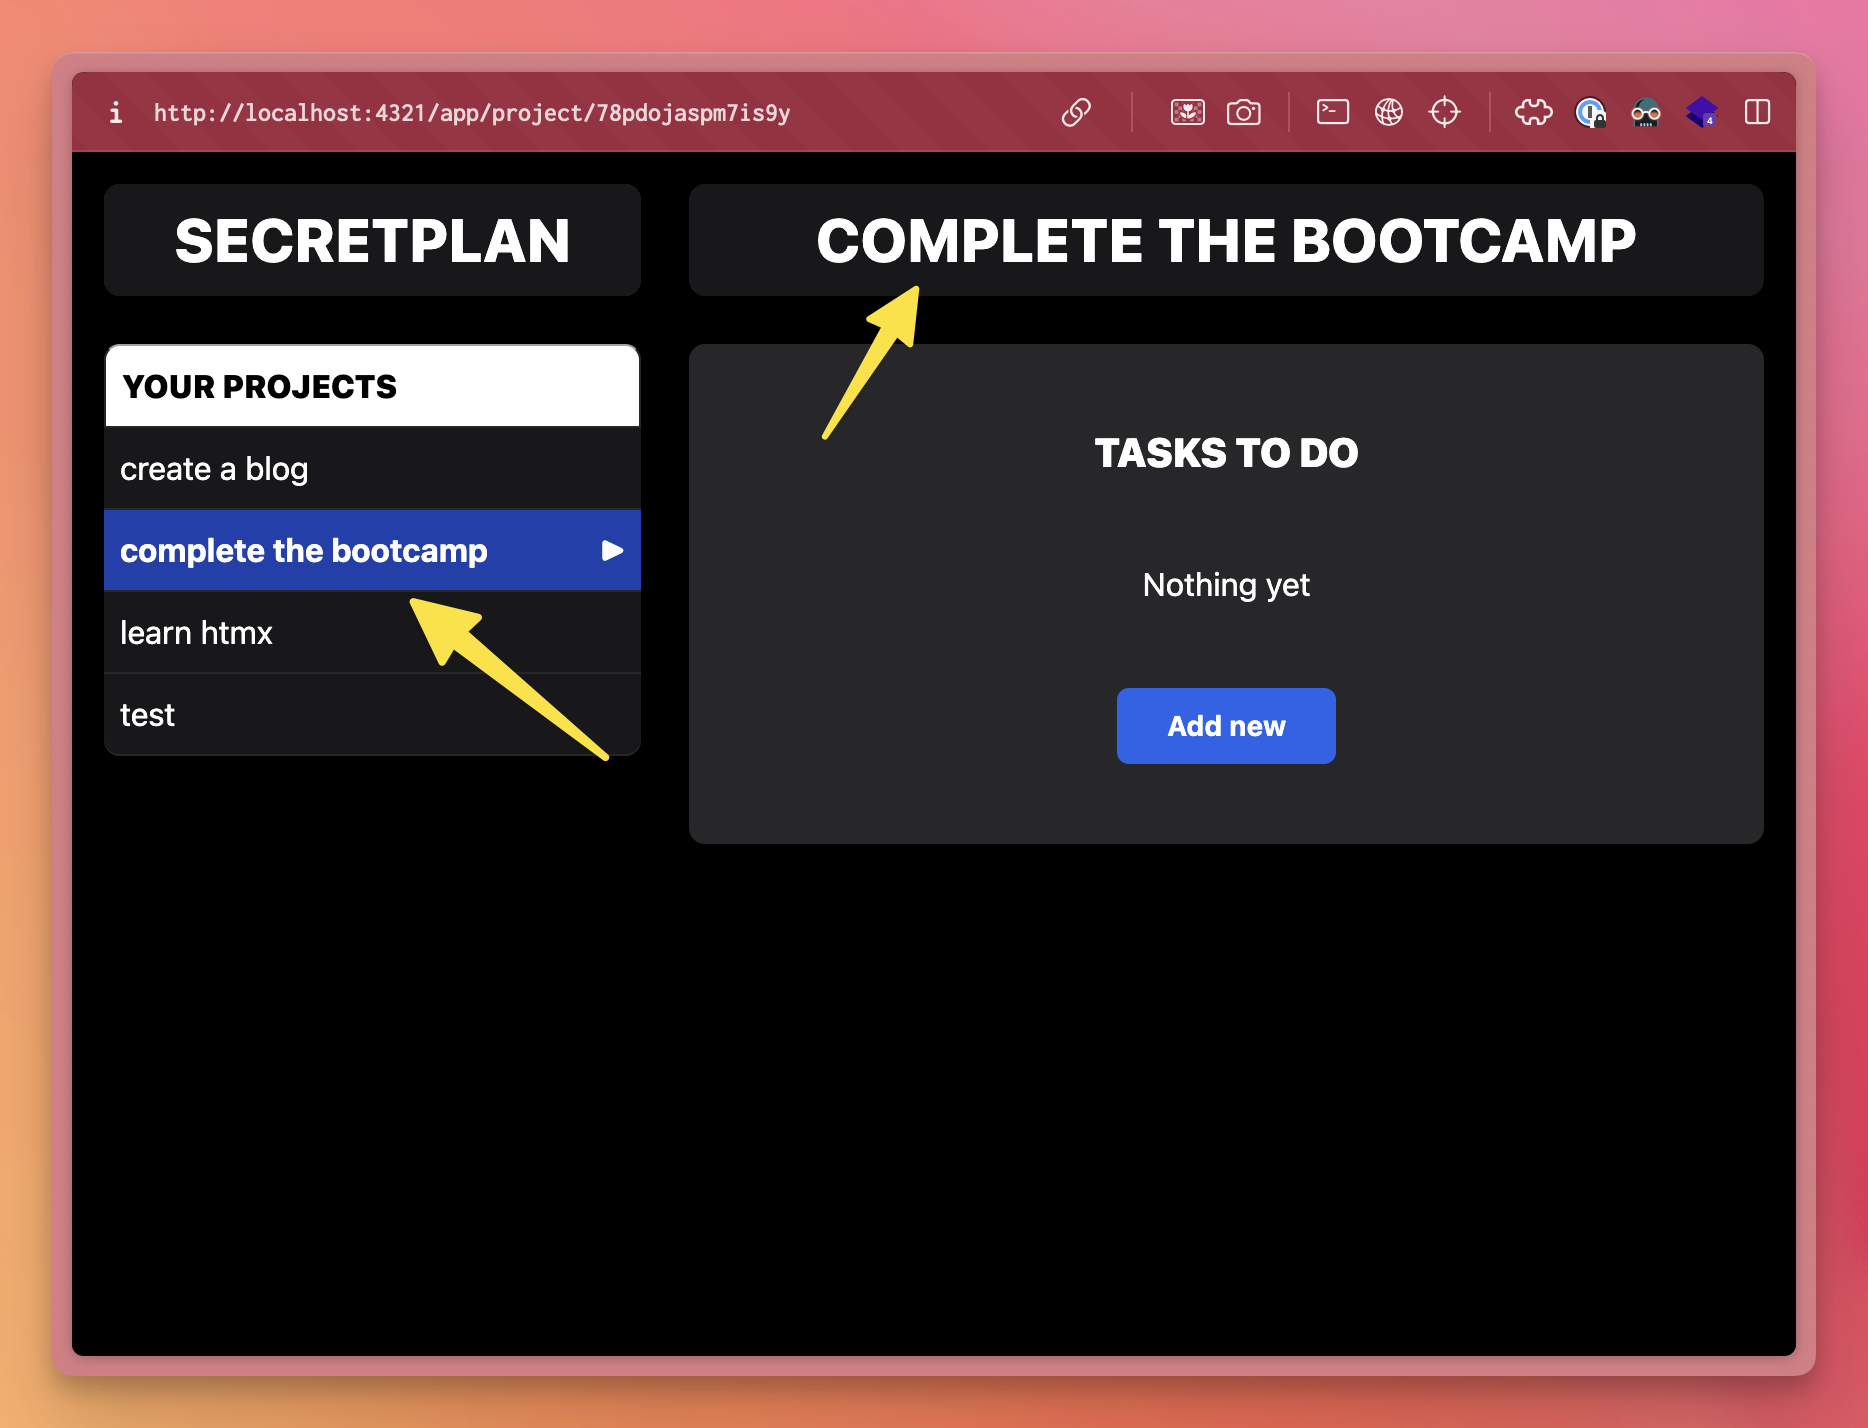 i http://localhost:4321/app/project/78pdojaspm7is9y
4
SECRETPLAN
COMPLETE THE BOOTCAMP
YOUR PROJECTS
create a blog
complete the bootcamp
learn htmx
test
TASKS TO DO
Nothing yet
Add new